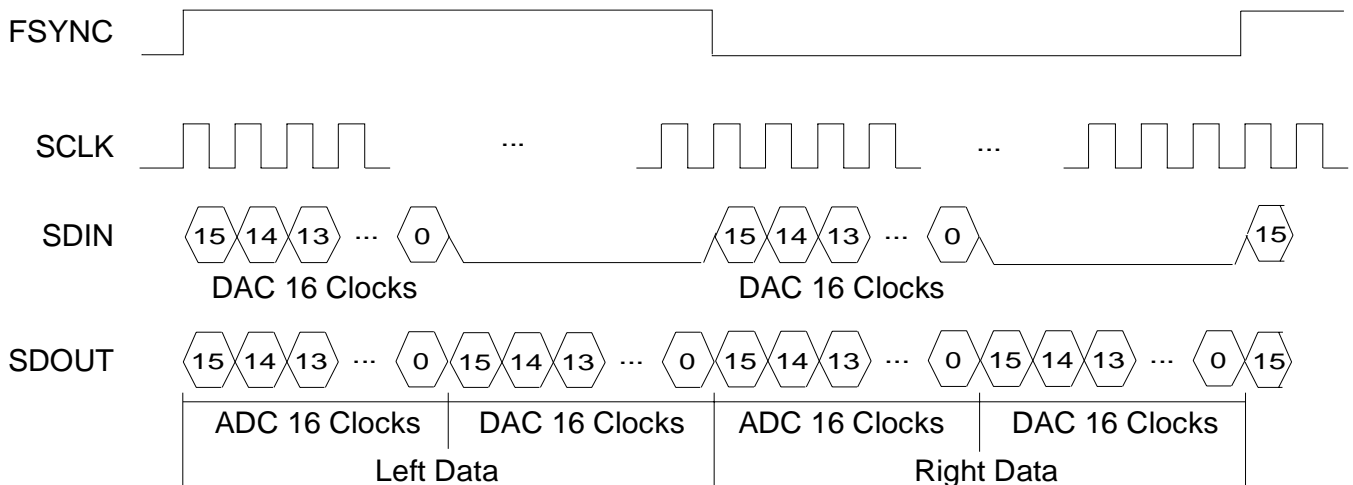 FSYNC
SCLK ... ...
SDIN 15 14 13 ... 0 15 14 13 ... 0 15
DAC 16 Clocks DAC 16 Clocks
SDOUT 15 14 13 ... 0 15 14 13 ... 0 15 14 13 ... 0 15 14 13 ... 0 15
ADC 16 Clocks DAC 16 Clocks ADC 16 Clocks DAC 16 Clocks
Left Data Right Data